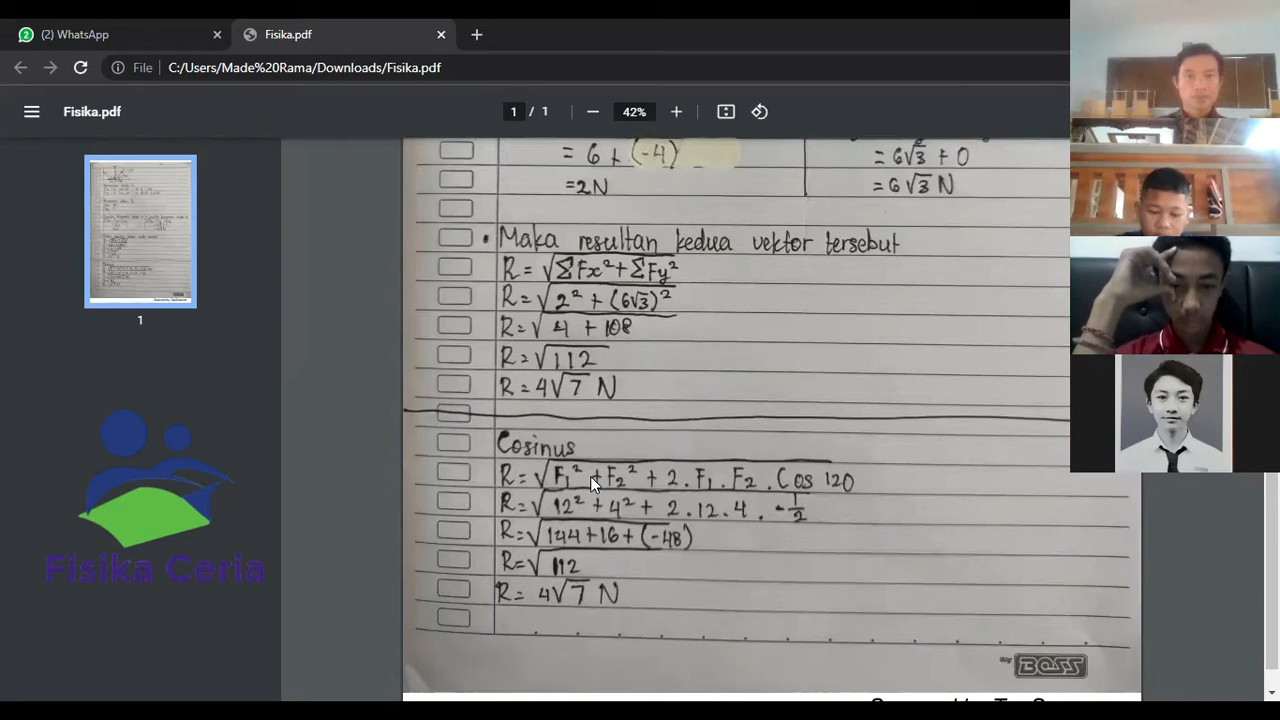 (2) WhatsApp
Fisika.pdf
File
C:/Users/Made%20Rama/Downloads/Fisika.pdf
Fisika.pdf
1 / 1
42%
= 6 + (-4)
= 2N
= 6√3 + 0
= 6√3 N
• Maka resultan kedua vektor tersebut
R = √ΣFx² + ΣFy²
R = √2² + (6√3)²
R = √4 + 108
R = √112
R = 4√7 N
Cosinus
R = √F₁² + F₂² + 2 . F₁ . F₂ . Cos 120
R = √12² + 4² + 2 . 12 . 4 . -1/2
R = √144 + 16 + (-48)
R = √112
R = 4√7 N
BOSS
1
Fisika Ceria